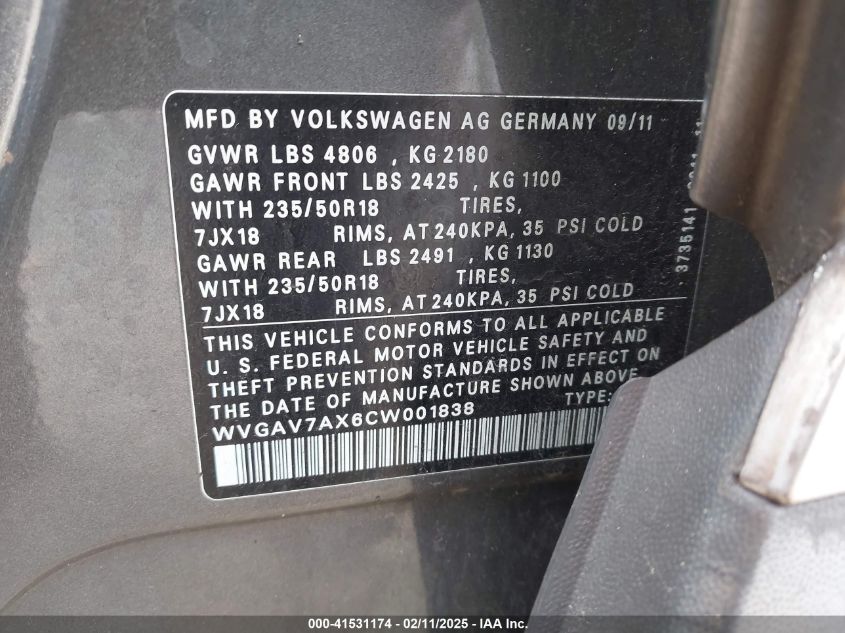 MFD BY VOLKSWAGEN AG GERMANY 09/11
GVWR LBS 4806 , KG 2180
GAWR FRONT LBS 2425 , KG 1100
WITH 235/50R18 TIRES,
7JX18 RIMS, AT 240KPA, 35 PSI COLD
GAWR REAR LBS 2491 , KG 1130
WITH 235/50R18 TIRES,
7JX18 RIMS, AT 240KPA, 35 PSI COLD
THIS VEHICLE CONFORMS TO ALL APPLICABLE
U. S. FEDERAL MOTOR VEHICLE SAFETY AND
THEFT PREVENTION STANDARDS IN EFFECT ON
THE DATE OF MANUFACTURE SHOWN ABOVE
WVGAV7AX6CW001838 TYPE:
3735141
000-41531174 - 02/11/2025 - IAA Inc.